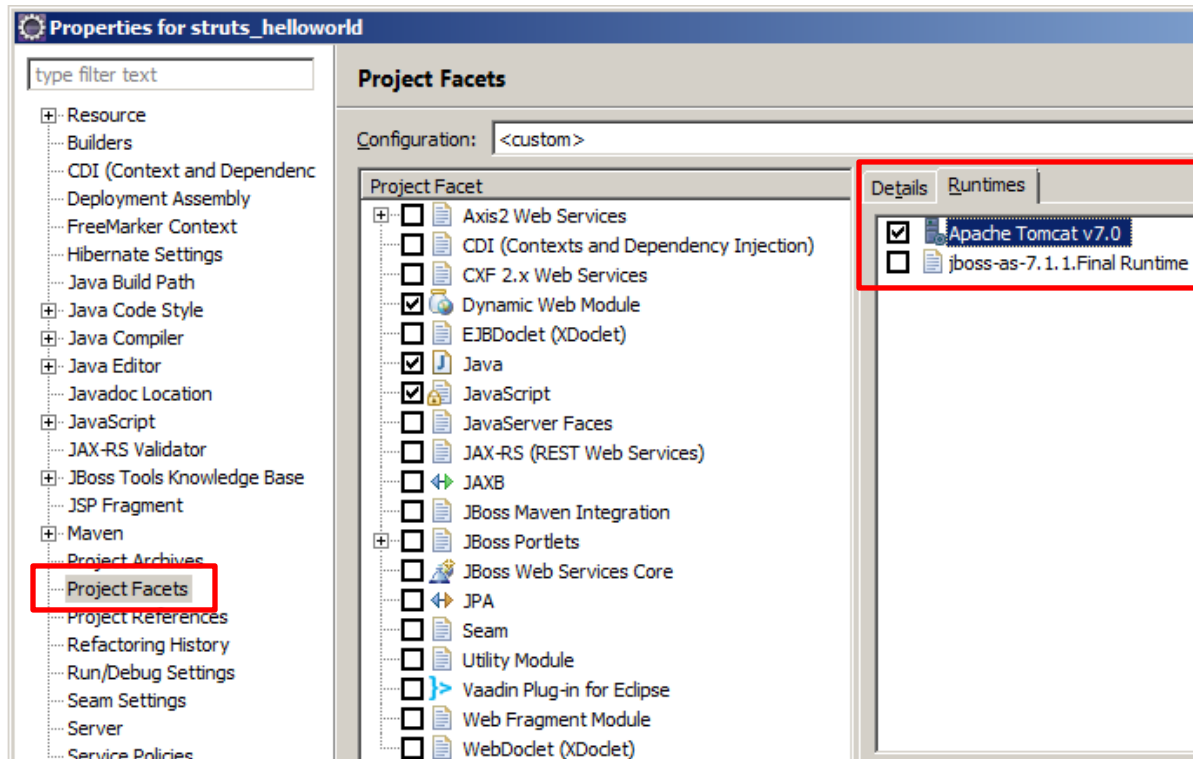 Properties for struts_helloworld
type filter text
Resource
Builders
CDI (Context and Dependenc
Deployment Assembly
FreeMarker Context
Hibernate Settings
Java Build Path
Java Code Style
Java Compiler
Java Editor
Javadoc Location
JavaScript
JAX-RS Validator
JBoss Tools Knowledge Base
JSP Fragment
Maven
Project Archives
Project Facets
Project References
Refactoring History
Run/Debug Settings
Seam Settings
Server
Service Policies
Project Facets
Configuration: <custom>
Project Facet
Axis2 Web Services
CDI (Contexts and Dependency Injection)
CXF 2.x Web Services
Dynamic Web Module
EJBDoclet (XDoclet)
Java
JavaScript
JavaServer Faces
JAX-RS (REST Web Services)
JAXB
JBoss Maven Integration
JBoss Portlets
JBoss Web Services Core
JPA
Seam
Utility Module
Vaadin Plug-in for Eclipse
Web Fragment Module
WebDoclet (XDoclet)
Details Runtimes
Apache Tomcat v7.0
jboss-as-7.1.1.Final Runtime